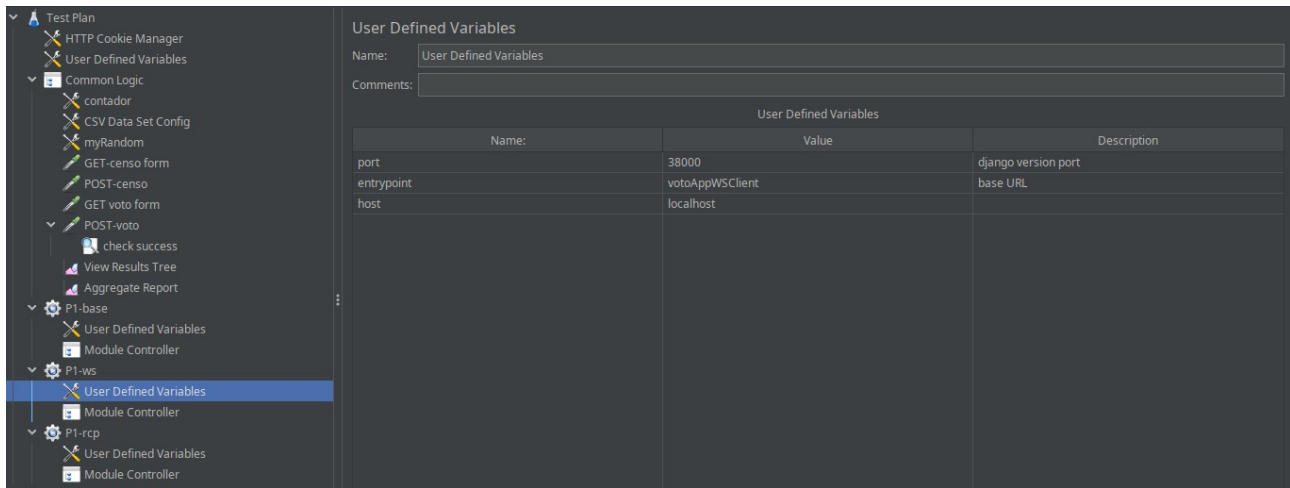 Test Plan
HTTP Cookie Manager
User Defined Variables
Common Logic
contador
CSV Data Set Config
myRandom
GET-censo form
POST-censo
GET voto form
POST-voto
check success
View Results Tree
Aggregate Report
P1-base
User Defined Variables
Module Controller
P1-ws
User Defined Variables
Module Controller
P1-rcp
User Defined Variables
Module Controller
User Defined Variables
Name: User Defined Variables
Comments:
User Defined Variables
Name: Value Description
port 38000 django version port
entrypoint votoAppWSClient base URL
host localhost